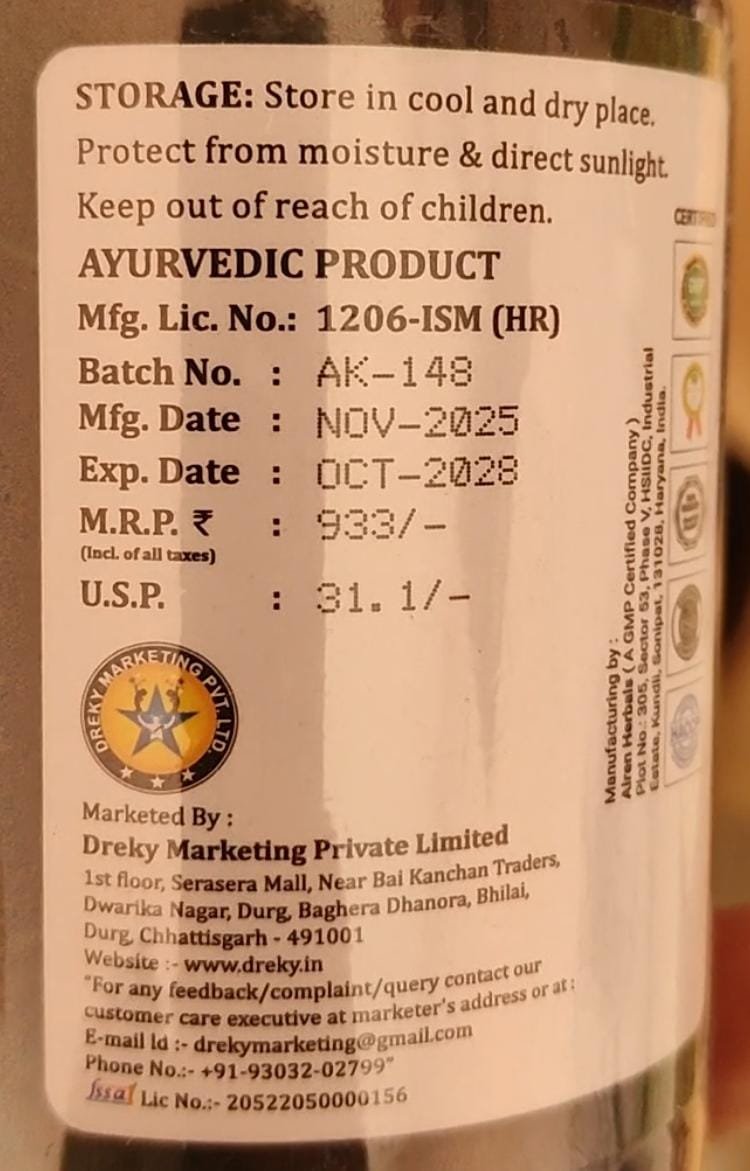 STORAGE: Store in cool and dry place.
Protect from moisture & direct sunlight.
Keep out of reach of children.
AYURVEDIC PRODUCT
Mfg. Lic. No.: 1206-ISM (HR)
Batch No. : AK-148
Mfg. Date : NOV-2025
Exp. Date : OCT-2028
M.R.P. ₹ : 933/-
(Incl. of all taxes)
U.S.P. : 31.1/-
DREKY MARKETING PVT. LTD
Marketed By :
Dreky Marketing Private Limited
1st floor, Serasera Mall, Near Bai Kanchan Traders,
Dwarika Nagar, Durg, Baghera Dhanora, Bhilai,
Durg, Chhattisgarh - 491001
Website :- www.dreky.in
"For any feedback/complaint/query contact our
customer care executive at marketer's address or at :
E-mail Id :- drekymarketing@gmail.com
Phone No.:- +91-93032-02799"
fssai Lic No.:- 20522050000156
Manufacturing by :
Airen Herbals ( A GMP Certified Company )
Plot No.: 305, Sector 53, Phase V, HSIIDC, Industrial
Estate, Kundli, Sonipat, 131028, Haryana, India.
CERTIFIED